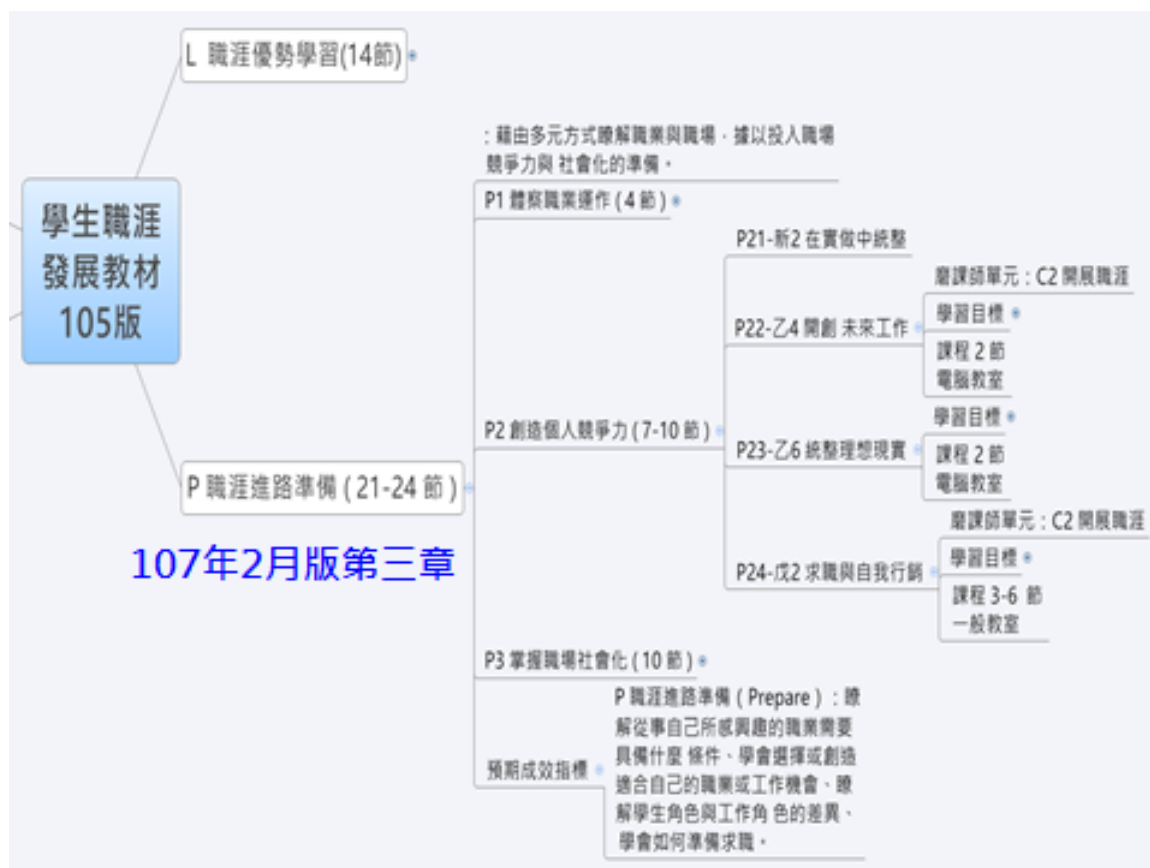 L 職涯優勢學習(14節)
學生職涯
發展教材
105版
P 職涯進路準備 ( 21-24 節 )
107年2月版第三章
：藉由多元方式瞭解職業與職場，據以投入職場
競爭力與 社會化的準備。
P1 體察職業運作 ( 4 節 )
P2 創造個人競爭力 ( 7-10 節 )
P21-新2 在實做中統整
P22-乙4 開創 未來工作
磨課師單元：C2 開展職涯
學習目標
課程 2 節
電腦教室
P23-乙6 統整理想現實
學習目標
課程 2 節
電腦教室
P24-戊2 求職與自我行銷
磨課師單元：C2 開展職涯
學習目標
課程 3-6 節
一般教室
P3 掌握職場社會化 ( 10 節 )
預期成效指標
P 職涯進路準備 ( Prepare ) ：瞭
解從事自己所感興趣的職業需要
具備什麼 條件、學會選擇或創造
適合自己的職業或工作機會、瞭
解學生角色與工作角 色的差異、
學會如何準備求職。